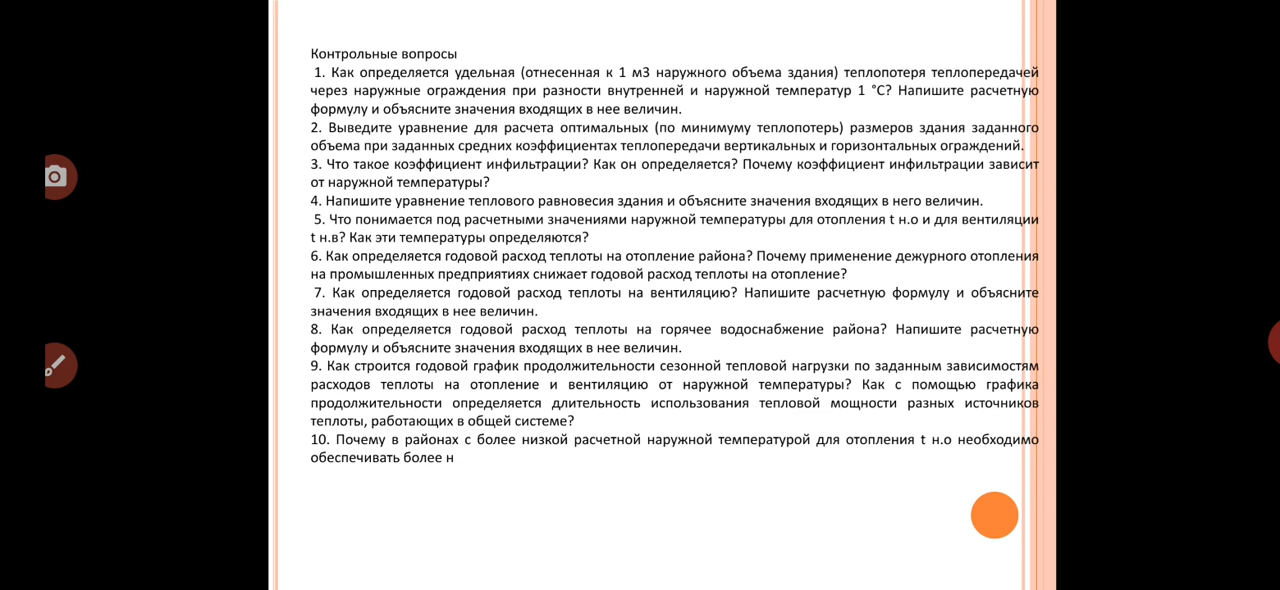 Контрольные вопросы
1. Как определяется удельная (отнесенная к 1 м3 наружного объема здания) теплопотеря теплопередачей
через наружные ограждения при разности внутренней и наружной температур 1 °С? Напишите расчетную
формулу и объясните значения входящих в нее величин.
2. Выведите уравнение для расчета оптимальных (по минимуму теплопотерь) размеров здания заданного
объема при заданных средних коэффициентах теплопередачи вертикальных и горизонтальных ограждений.
3. Что такое коэффициент инфильтрации? Как он определяется? Почему коэффициент инфильтрации зависит
от наружной температуры?
4. Напишите уравнение теплового равновесия здания и объясните значения входящих в него величин.
5. Что понимается под расчетными значениями наружной температуры для отопления t н.о и для вентиляции
t н.в? Как эти температуры определяются?
6. Как определяется годовой расход теплоты на отопление района? Почему применение дежурного отопления
на промышленных предприятиях снижает годовой расход теплоты на отопление?
7. Как определяется годовой расход теплоты на вентиляцию? Напишите расчетную формулу и объясните
значения входящих в нее величин.
8. Как определяется годовой расход теплоты на горячее водоснабжение района? Напишите расчетную
формулу и объясните значения входящих в нее величин.
9. Как строится годовой график продолжительности сезонной тепловой нагрузки по заданным зависимостям
расходов теплоты на отопление и вентиляцию от наружной температуры? Как с помощью графика
продолжительности определяется длительность использования тепловой мощности разных источников
теплоты, работающих в общей системе?
10. Почему в районах с более низкой расчетной наружной температурой для отопления t н.о необходимо
обеспечивать более н